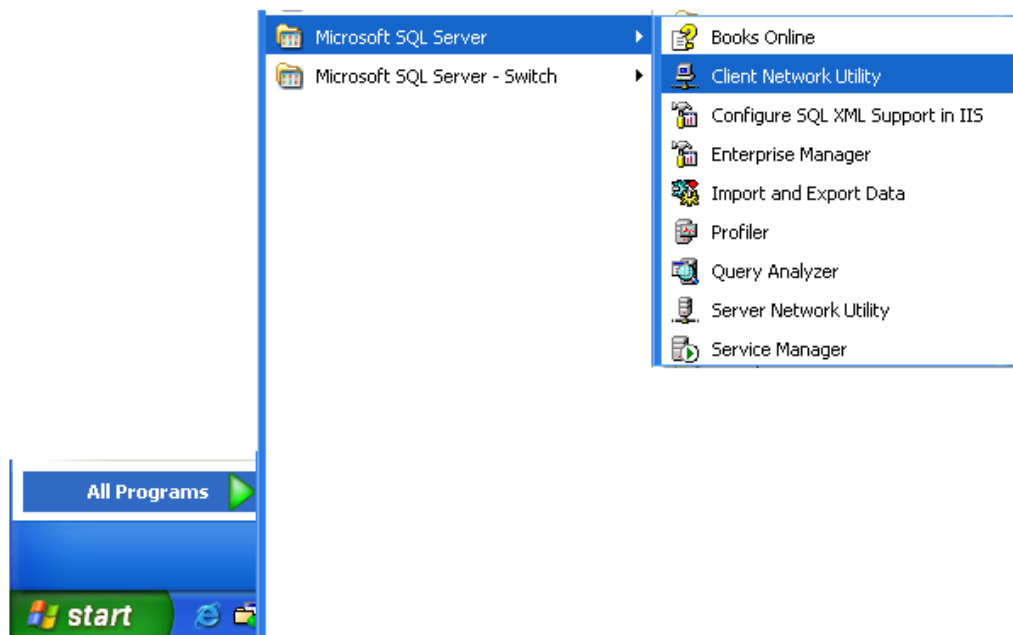 Microsoft SQL Server
Microsoft SQL Server - Switch
Books Online
Client Network Utility
Configure SQL XML Support in IIS
Enterprise Manager
Import and Export Data
Profiler
Query Analyzer
Server Network Utility
Service Manager
All Programs
start